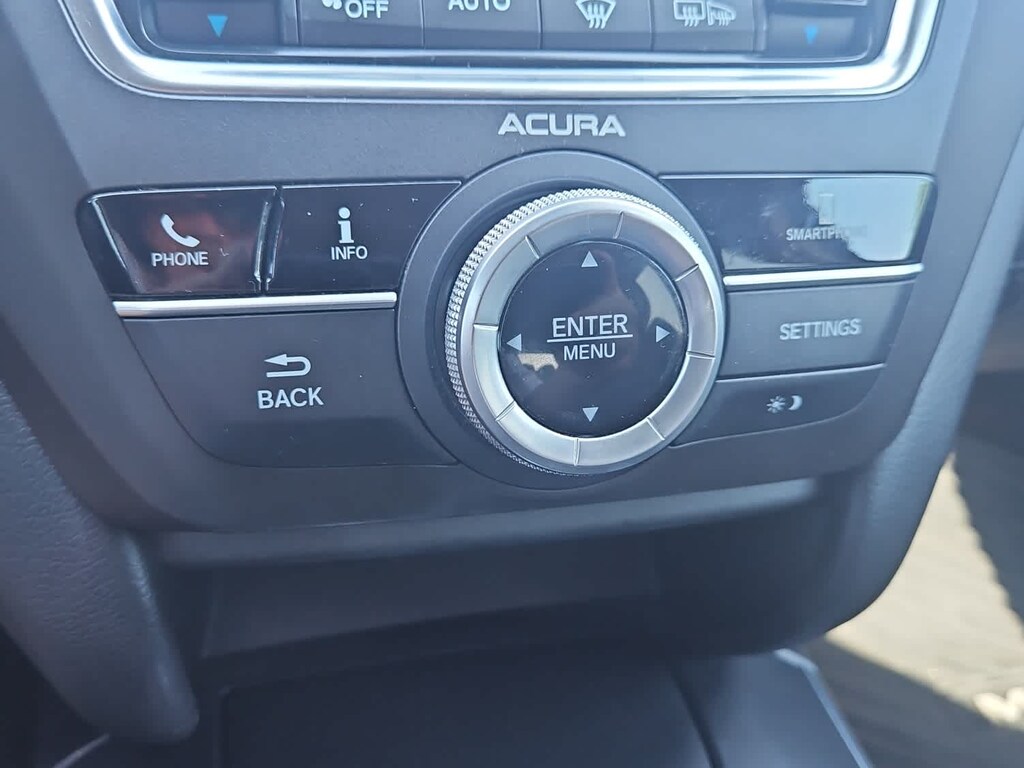 OFF
AUTO
ACURA
PHONE
INFO
SMARTPHONE
ENTER
MENU
SETTINGS
BACK